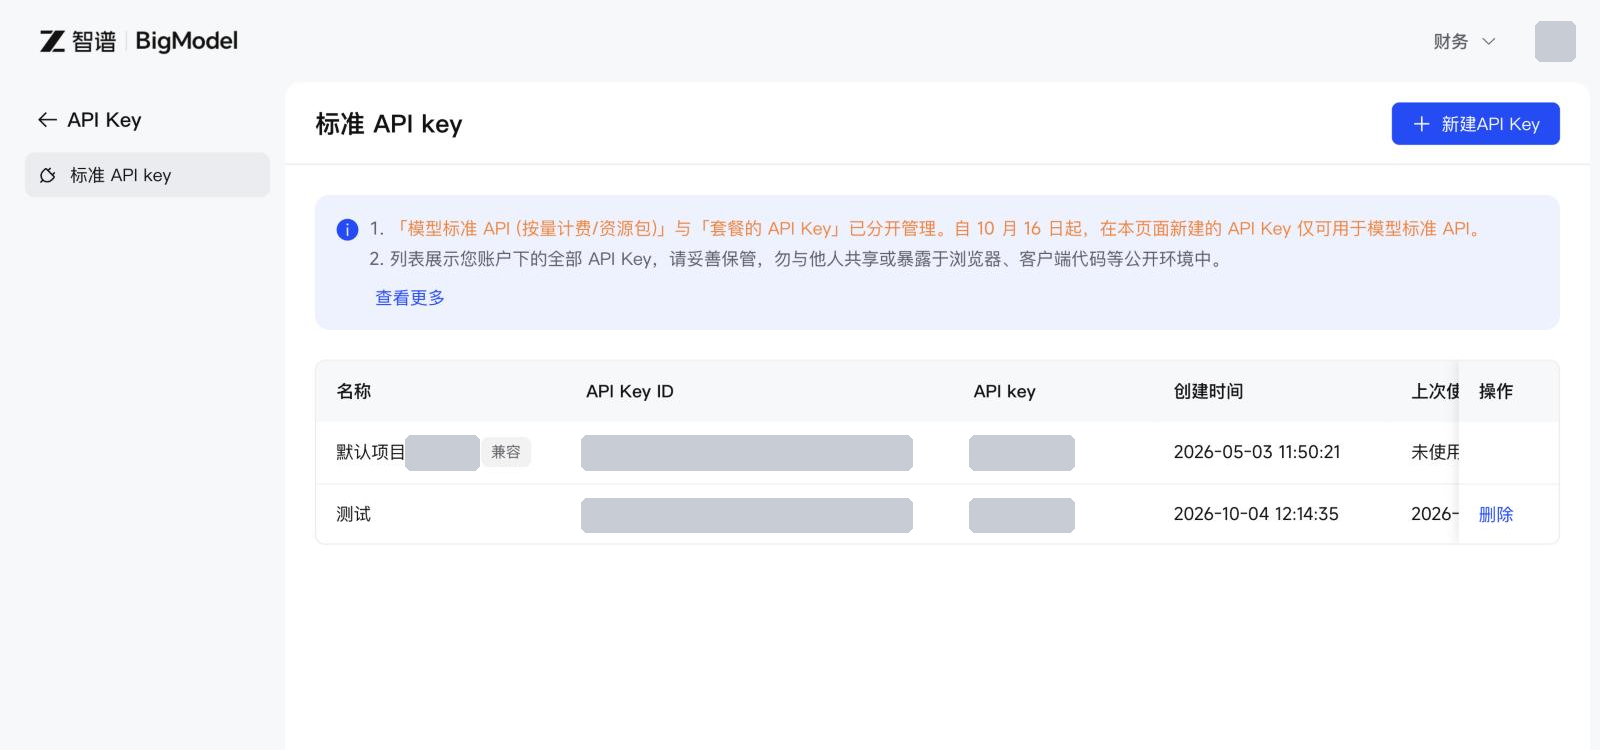 智谱 BigModel
财务
API Key
标准 API key
标准 API key
新建API Key
1. 「模型标准 API (按量计费/资源包)」与「套餐的 API Key」已分开管理。自 10 月 16 日起，在本页面新建的 API Key 仅可用于模型标准 API。
2. 列表展示您账户下的全部 API Key，请妥善保管，勿与他人共享或暴露于浏览器、客户端代码等公开环境中。
查看更多
名称 API Key ID API key 创建时间 上次使 操作
默认项目 兼容 2026-05-03 11:50:21 未使用
测试 2026-10-04 12:14:35 2026- 删除